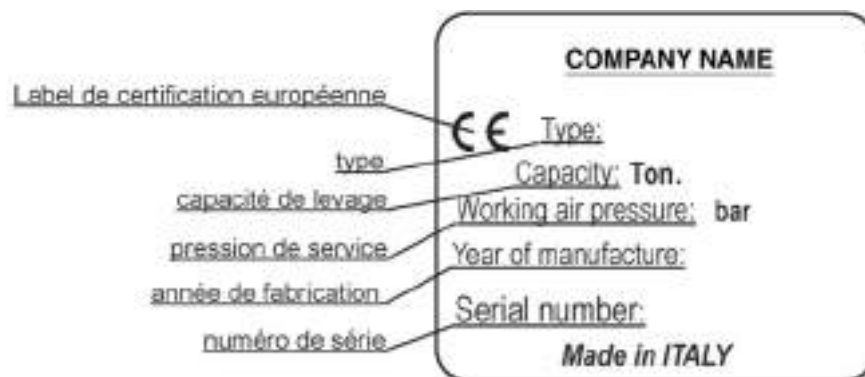 COMPANY NAME
Label de certification européenne
CE Type:
type
Capacity: Ton.
capacité de levage
Working air pressure: bar
pression de service
Year of manufacture:
année de fabrication
Serial number:
numéro de série
Made in ITALY